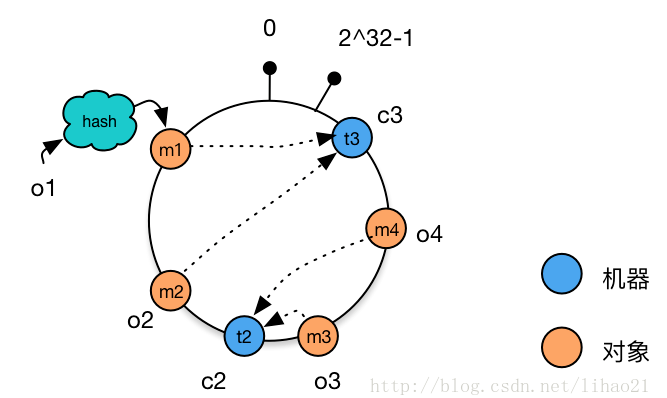 0
2^32-1
hash
c3
t3
m1
o1
m4
o4
m2
o2
t2
m3
c2
o3
机器
对象
http://blog.csdn.net/lihao21